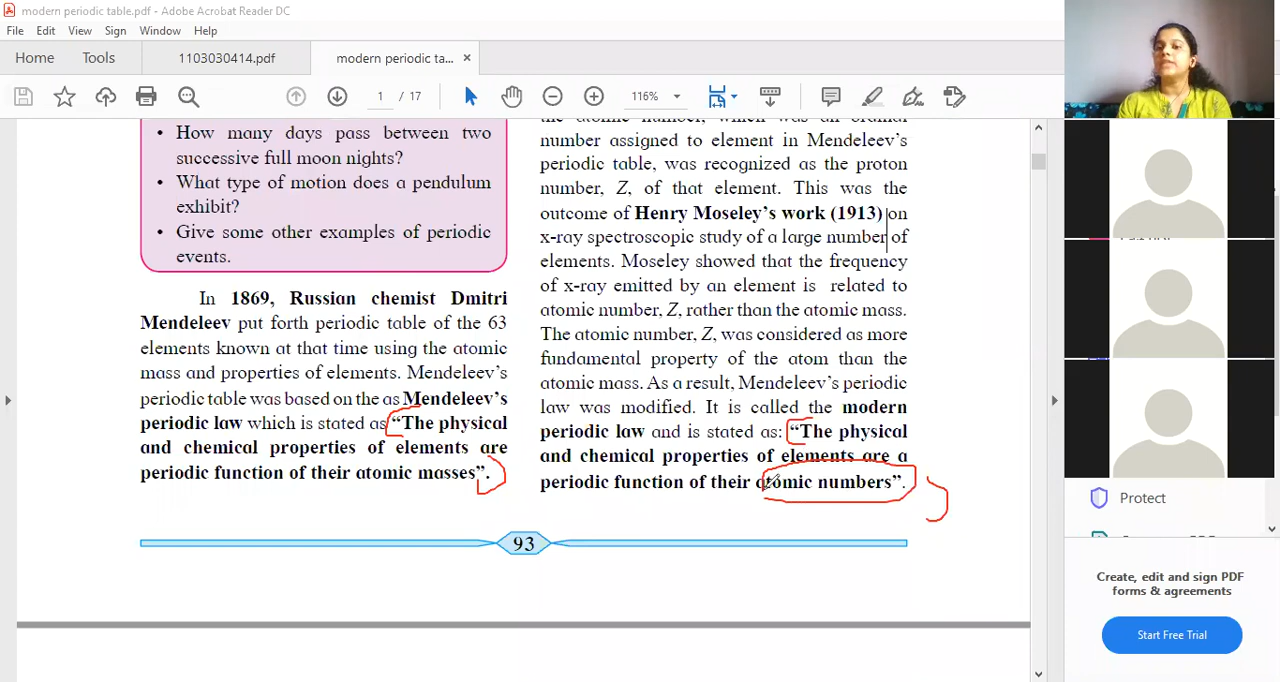 modern periodic table.pdf - Adobe Acrobat Reader DC
File Edit View Sign Window Help
Home Tools 1103030414.pdf modern periodic ta... ×
1 / 17 116%
• How many days pass between two
successive full moon nights?
• What type of motion does a pendulum
exhibit?
• Give some other examples of periodic
events.
In 1869, Russian chemist Dmitri
Mendeleev put forth periodic table of the 63
elements known at that time using the atomic
mass and properties of elements. Mendeleev's
periodic table was based on the as Mendeleev's
periodic law which is stated as “The physical
and chemical properties of elements are
periodic function of their atomic masses”.
the atomic number, which was an ordinal
number assigned to element in Mendeleev's
periodic table, was recognized as the proton
number, Z, of that element. This was the
outcome of Henry Moseley's work (1913) on
x-ray spectroscopic study of a large number of
elements. Moseley showed that the frequency
of x-ray emitted by an element is related to
atomic number, Z, rather than the atomic mass.
The atomic number, Z, was considered as more
fundamental property of the atom than the
atomic mass. As a result, Mendeleev's periodic
law was modified. It is called the modern
periodic law and is stated as: “The physical
and chemical properties of elements are a
periodic function of their atomic numbers”.
93
Protect
Create, edit and sign PDF
forms & agreements
Start Free Trial